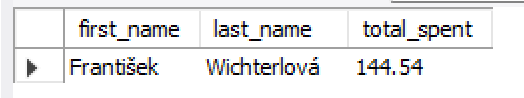 first_name last_name total_spent
František Wichterlová 144.54